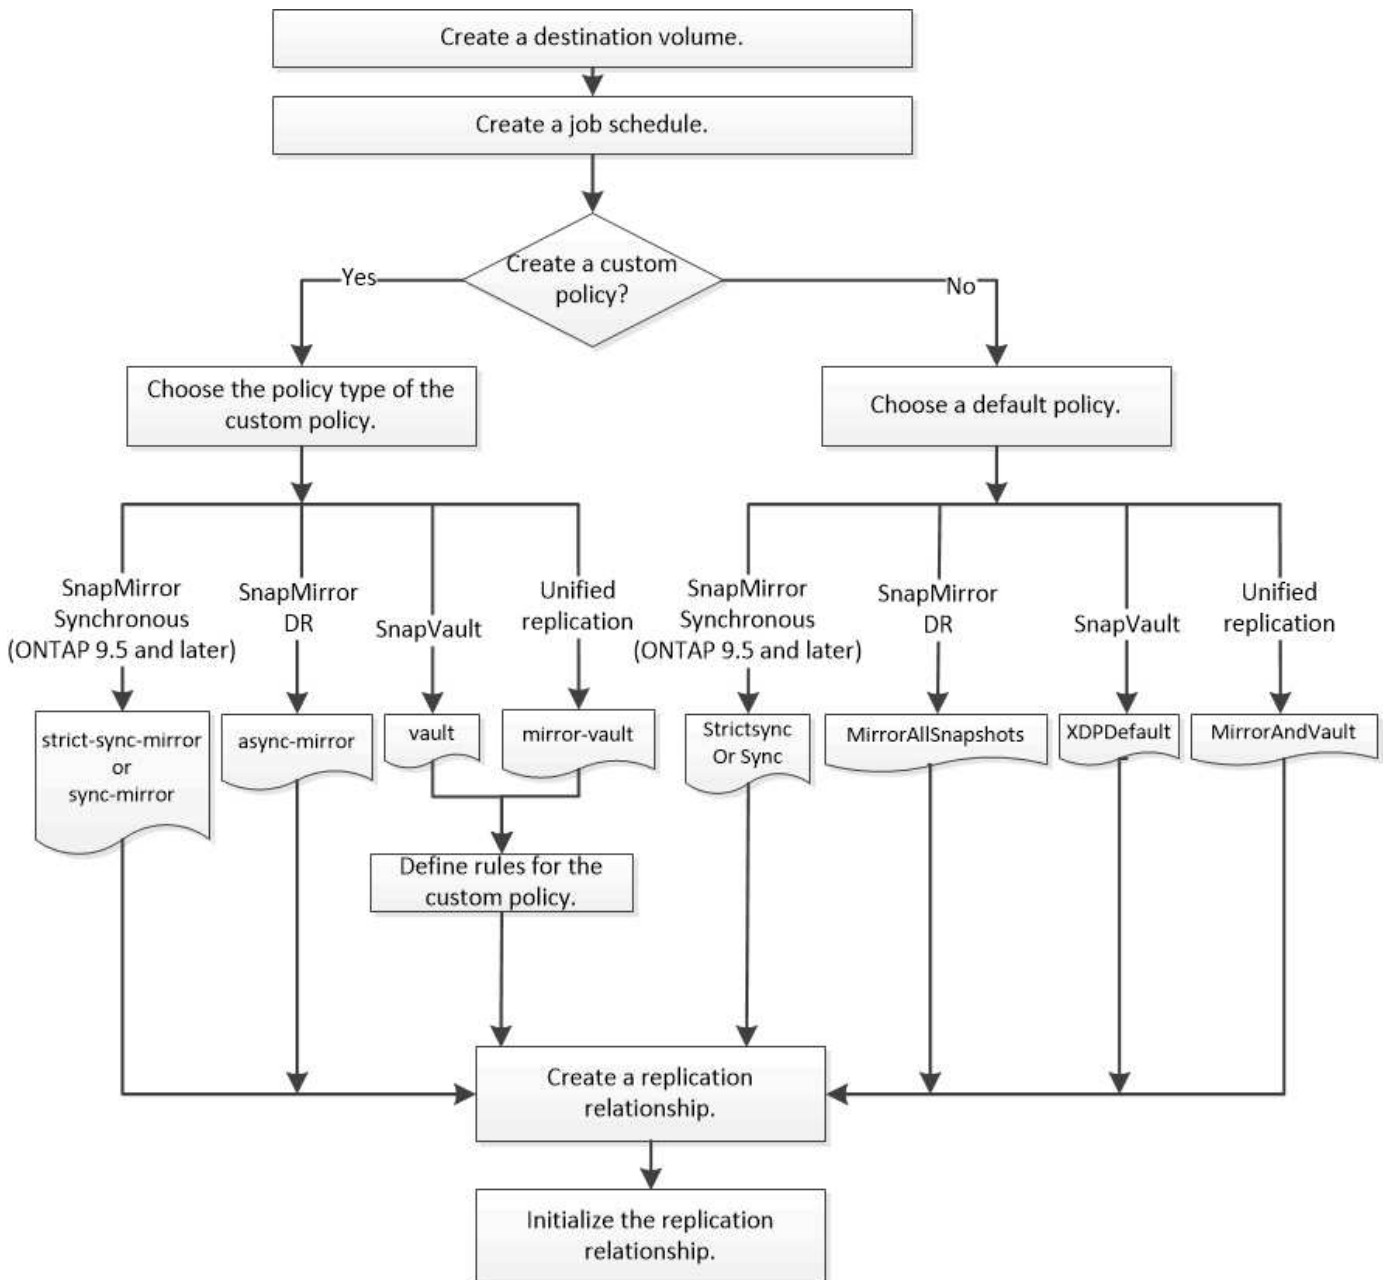 Create a destination volume.
Create a job schedule.
Create a custom
policy?
Yes
No
Choose the policy type of the
custom policy.
Choose a default policy.
SnapMirror
Synchronous
(ONTAP 9.5 and later)
SnapMirror
DR
SnapVault
Unified
replication
SnapMirror
Synchronous
(ONTAP 9.5 and later)
SnapMirror
DR
SnapVault
Unified
replication
strict-sync-mirror
or
sync-mirror
async-mirror
vault
mirror-vault
Strictsync
Or Sync
MirrorAllSnapshots
XDPDefault
MirrorAndVault
Define rules for the
custom policy.
Create a replication
relationship.
Initialize the replication
relationship.